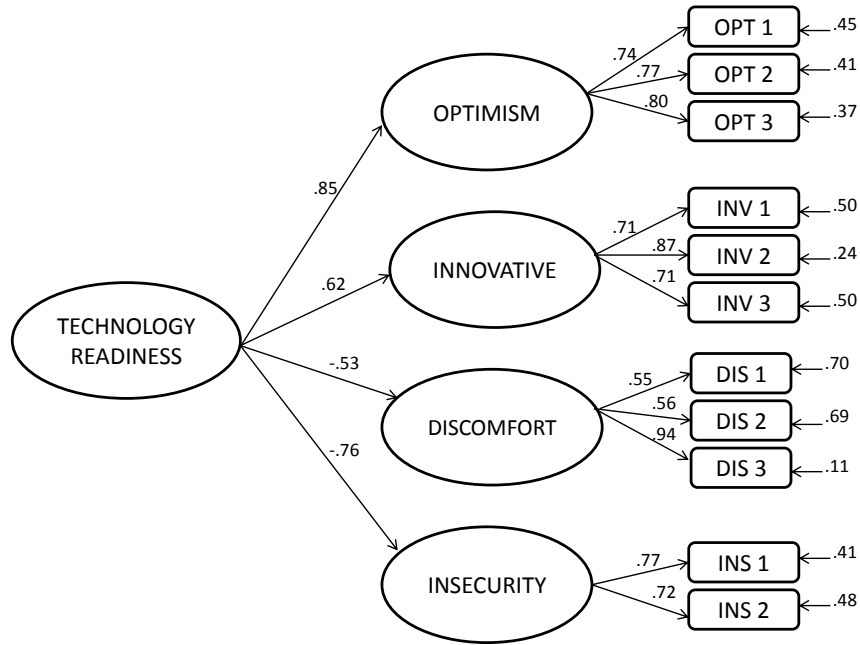 TECHNOLOGY
READINESS
.85
.62
-.53
-.76
OPTIMISM
.74
.77
.80
OPT 1
.45
OPT 2
.41
OPT 3
.37
INNOVATIVE
.71
.87
.71
INV 1
.50
INV 2
.24
INV 3
.50
DISCOMFORT
.55
.56
.94
DIS 1
.70
DIS 2
.69
DIS 3
.11
INSECURITY
.77
.72
INS 1
.41
INS 2
.48